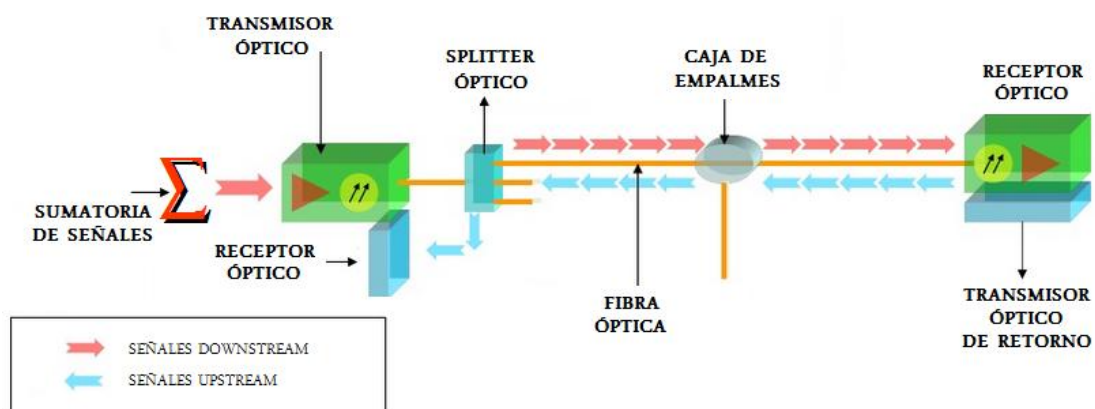 TRANSMISOR
ÓPTICO
SPLITTER
ÓPTICO
CAJA DE
EMPALMES
RECEPTOR
ÓPTICO
Σ
SUMATORIA
DE SEÑALES
RECEPTOR
ÓPTICO
FIBRA
ÓPTICA
TRANSMISOR
ÓPTICO
DE RETORNO
SEÑALES DOWNSTREAM
SEÑALES UPSTREAM